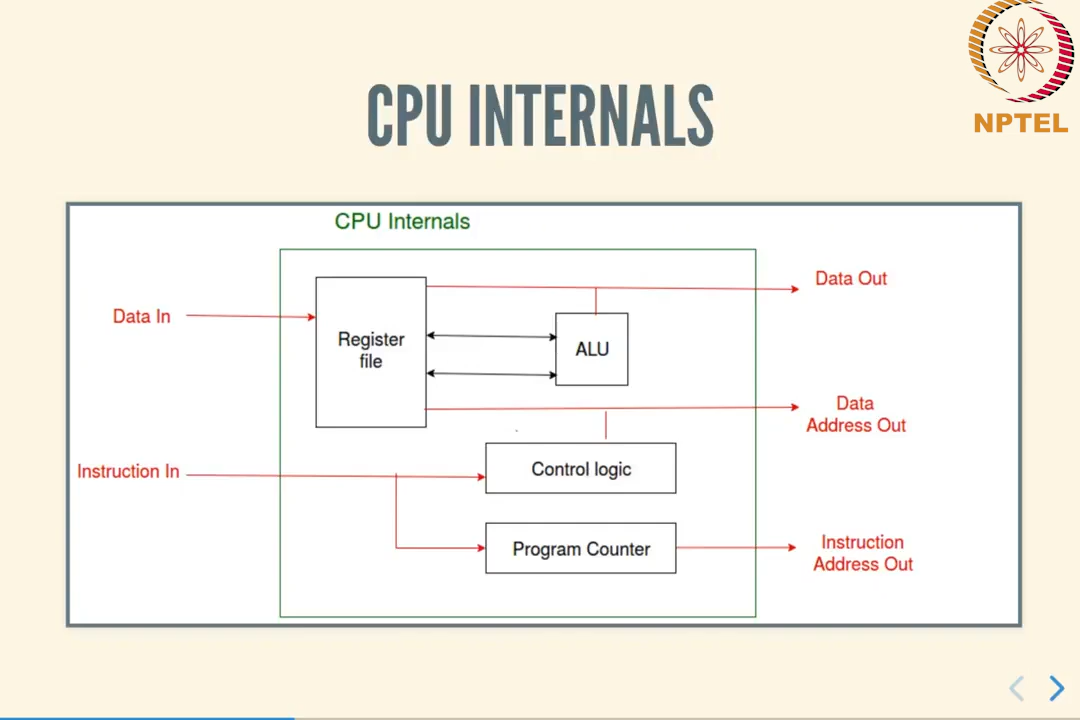 NPTEL
CPU INTERNALS
CPU Internals
Data In
Register
file
ALU
Data Out
Data
Address Out
Instruction In
Control logic
Program Counter
Instruction
Address Out